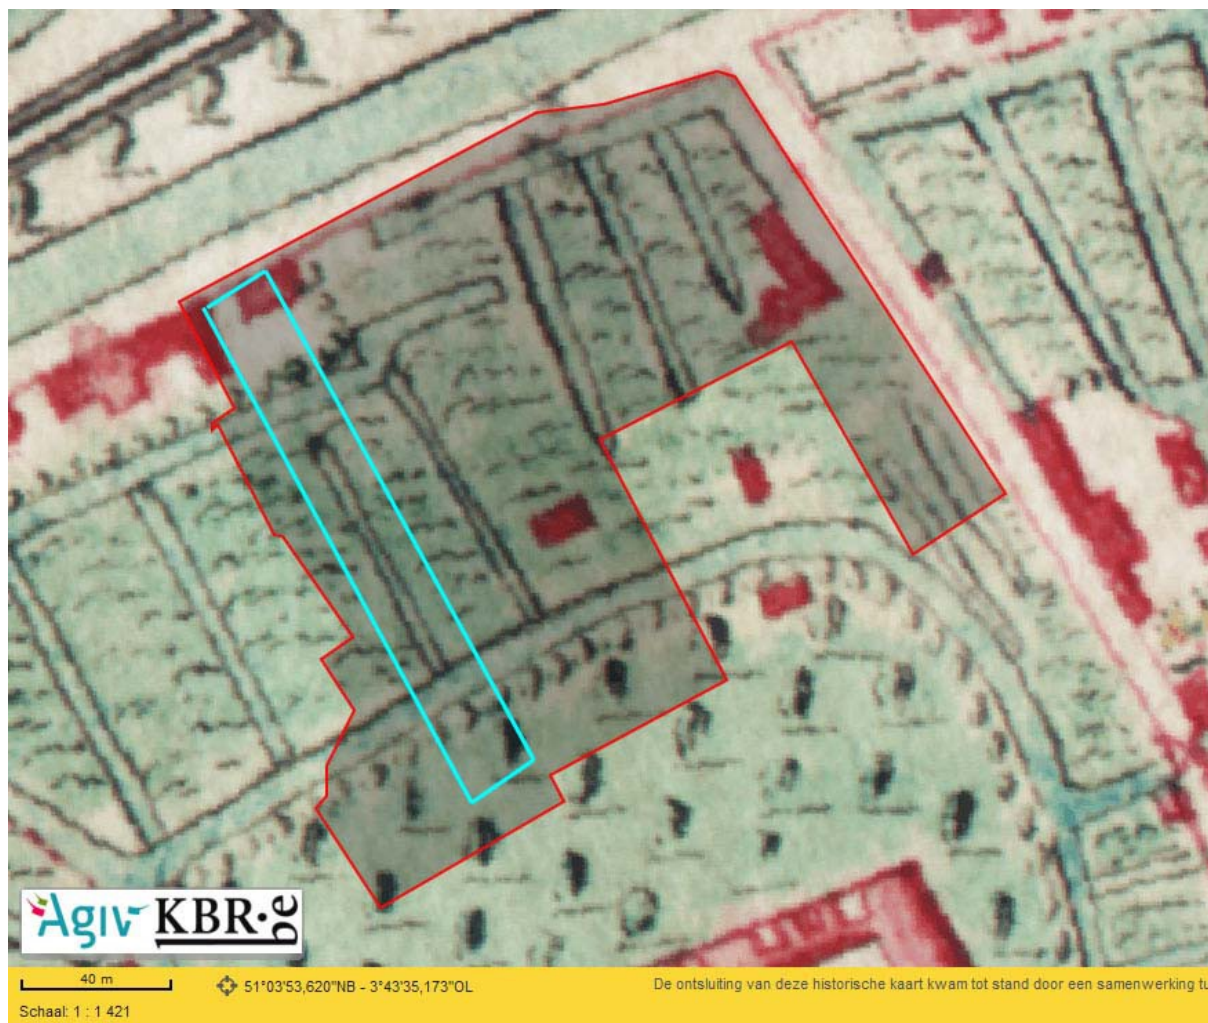 Agiv KBR.be
40 m
51°03'53,620"NB - 3°43'35,173"OL
De ontsluiting van deze historische kaart kwam tot stand door een samenwerking tu
Schaal: 1 : 1 421